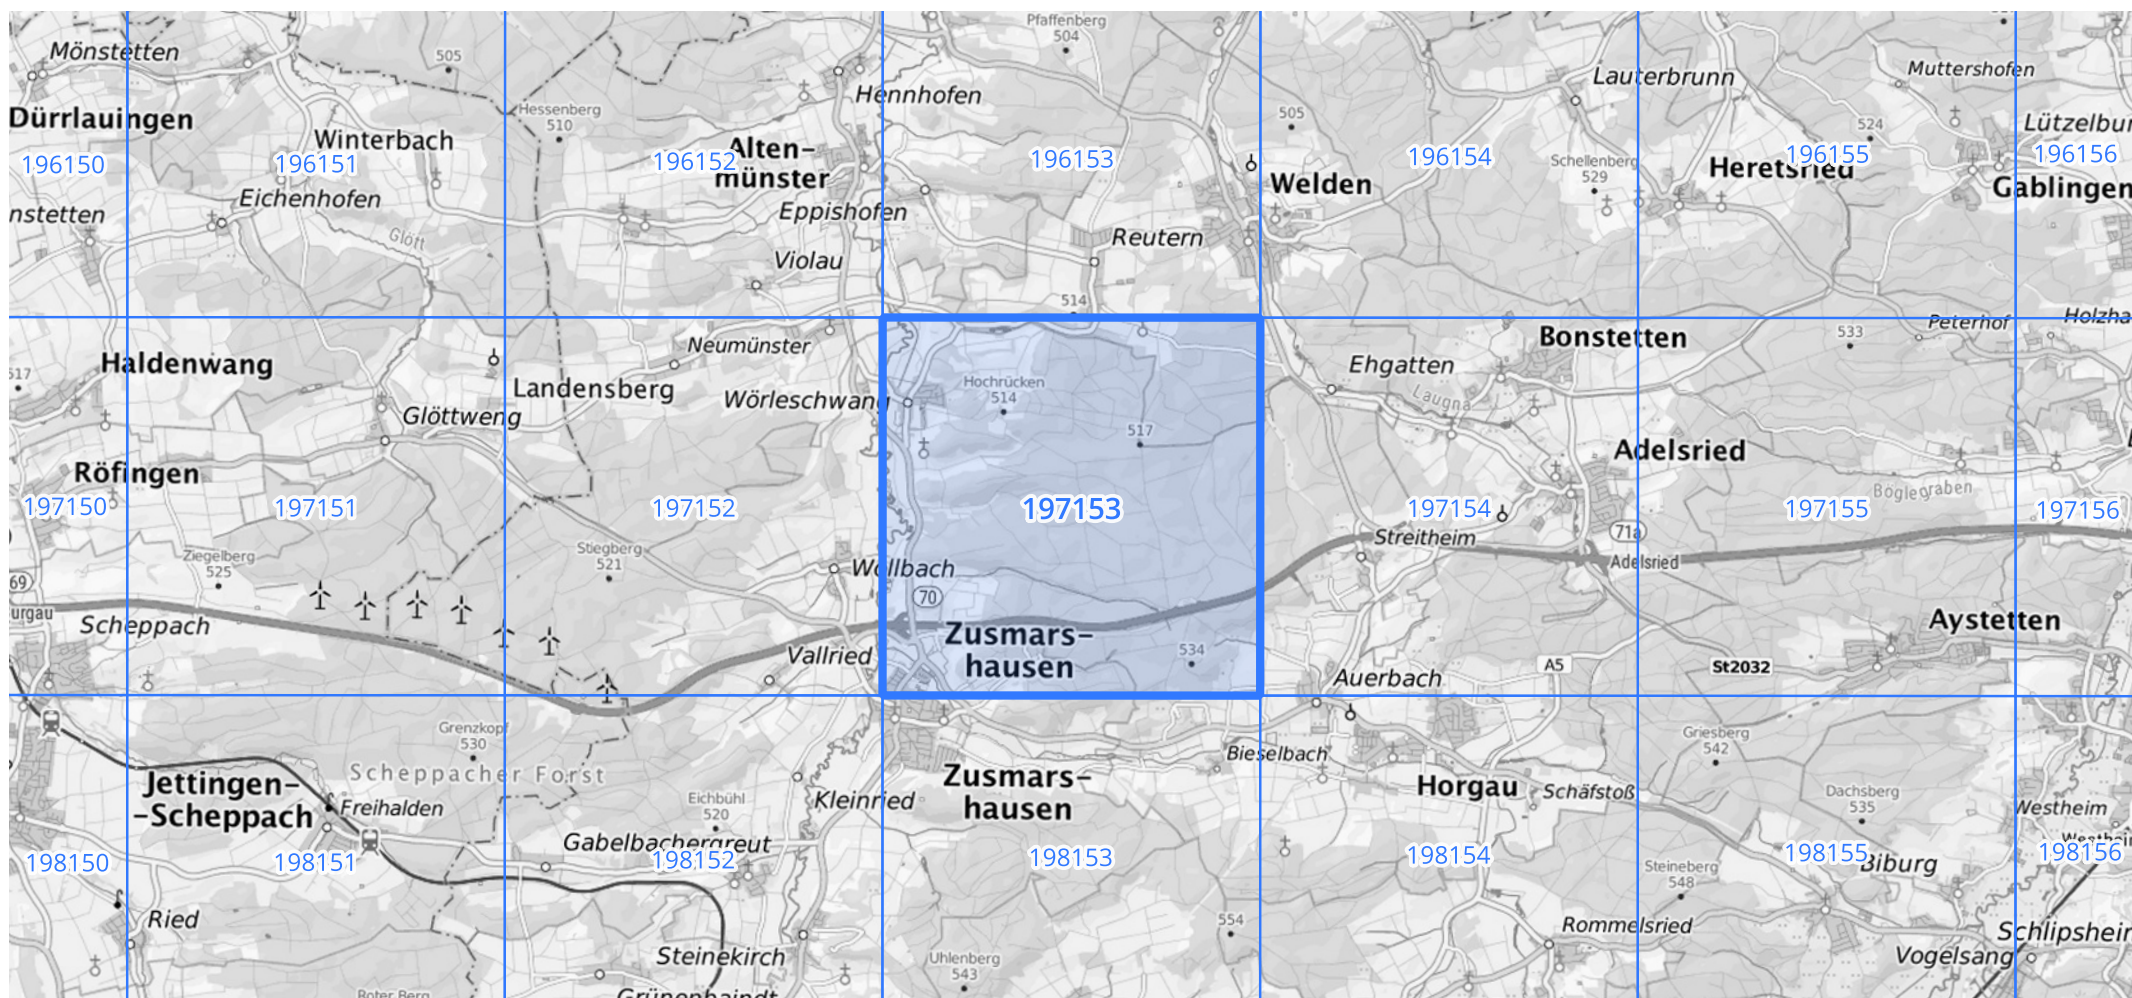 Pfaffenberg
504
Mönstetten
505
Hennhofen
Lauterbrunn
Muttershofen
Dürrlauingen
Hessenberg
510
Winterbach
Alten-
münster
505
524
Lützelbur
196150
196151
196152
196153
196154
Schellenberg
529
196155
196156
Heretsried
Gablingen
Welden
nstetten
Eichenhofen
Glött
Eppishofen
Reutern
Violau
514
Haldenwang
517
Neumünster
Bonstetten
533
Peterhof
Holzha
Landensberg
Wörleschwang
Hochrücken
514
Ehgatten
Laugna
Glöttweng
517
Adelsried
Röfingen
197150
197151
197152
197153
197154
197155
197156
Böglegraben
Streitheim
71a
Adelsried
Ziegelberg
525
Stiegberg
521
Wollbach
70
69
urgau
Scheppach
Zusmars-
hausen
Vallried
534
Aystetten
A5
St2032
Auerbach
Grenzkopf
530
Scheppacher Forst
Bieselbach
Griesberg
542
Jettingen-
-Scheppach
Freihalden
Eichbühl
520
Kleinried
Zusmars-
hausen
Horgau
Schäfstoß
Dachsberg
535
Westheim
Westhei
Gabelbachergreut
198150
198151
198152
198153
198154
198155
198156
Biburg
Steineberg
548
Ried
554
Rommelsried
Schlipsheir
Steinekirch
Uhlenberg
543
Vogelsang
Roter Berg
Grünenbaindt